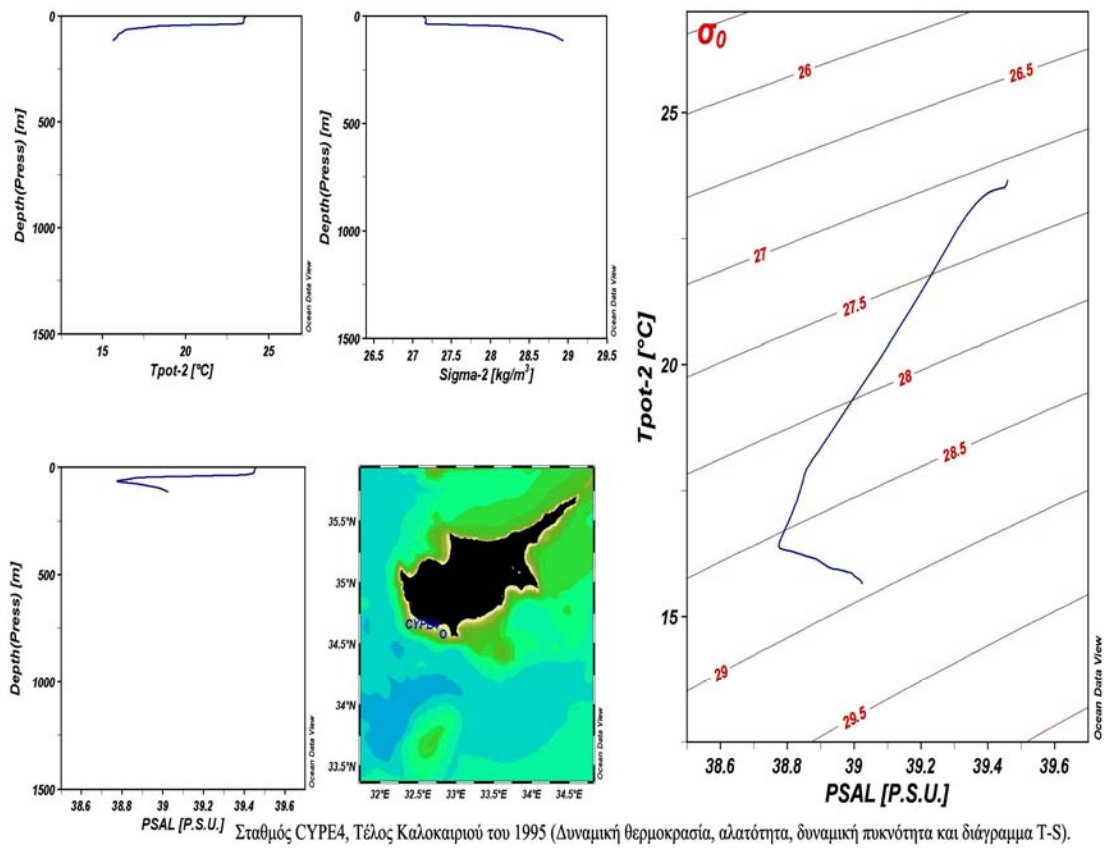 0
500
1000
1500
Depth(Press) [m]
15 20 25
Tpot-2 [°C]
Ocean Data View
0
500
1000
1500
Depth(Press) [m]
26.5 27 27.5 28 28.5 29 29.5
Sigma-2 [kg/m³]
Ocean Data View
0
500
1000
1500
Depth(Press) [m]
38.6 38.8 39 39.2 39.4 39.6
PSAL [P.S.U.]
Ocean Data View
35.5°N
35°N
34.5°N
34°N
33.5°N
CYPE4
32°E 32.5°E 33°E 33.5°E 34°E 34.5°E
Ocean Data View
σ0
26
26.5
27
27.5
28
28.5
29
29.5
25
20
15
Tpot-2 [°C]
38.6 38.8 39 39.2 39.4 39.6
PSAL [P.S.U.]
Ocean Data View
Σταθμός CYPE4, Τέλος Καλοκαιριού του 1995 (Δυναμική θερμοκρασία, αλατότητα, δυναμική πυκνότητα και διάγραμμα T-S).